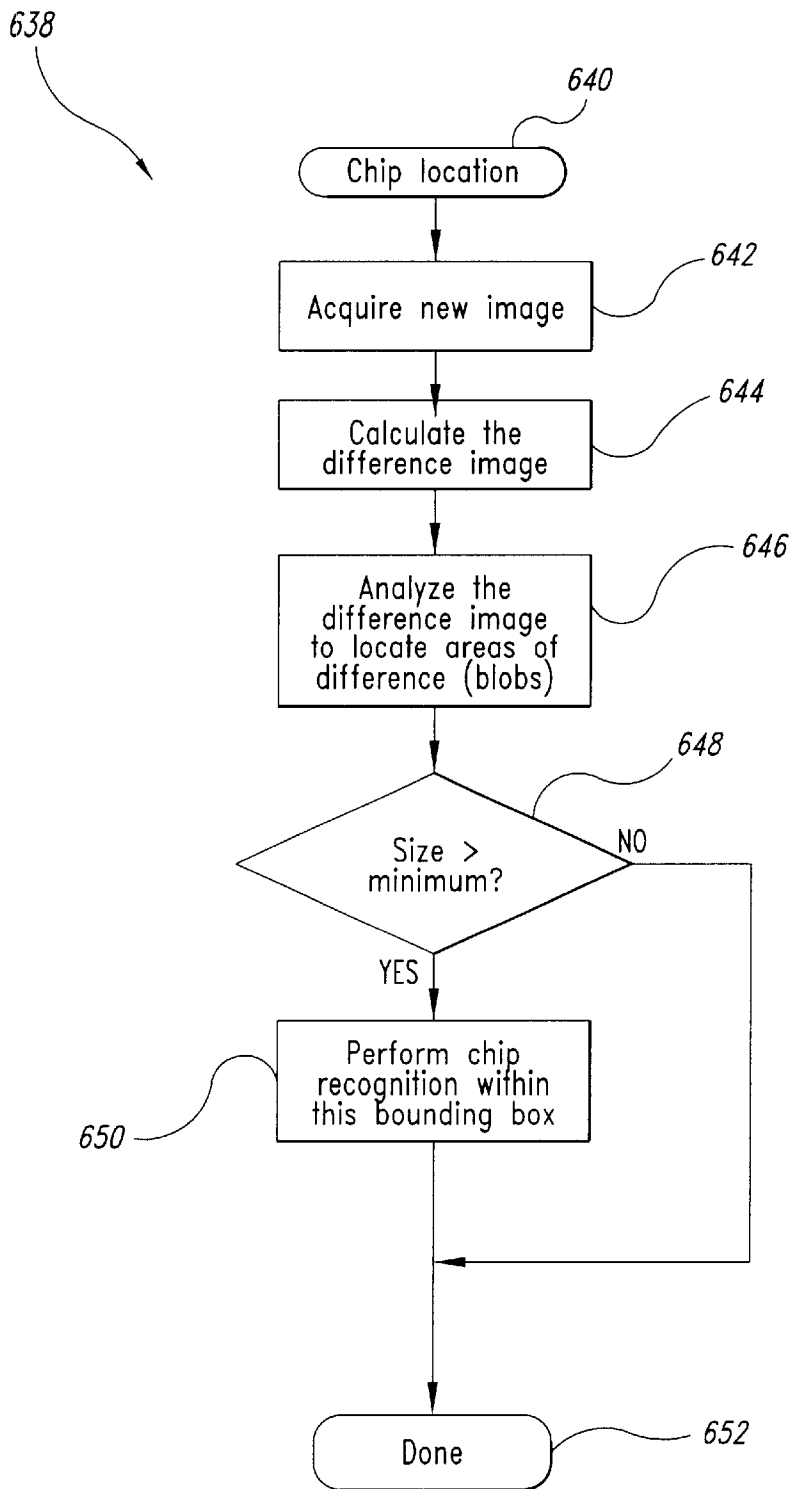 638
640
Chip location
642
Acquire new image
644
Calculate the
difference image
646
Analyze the
difference image
to locate areas of
difference (blobs)
648
Size >
minimum?
NO
YES
Perform chip
recognition within
this bounding box
650
Done
652